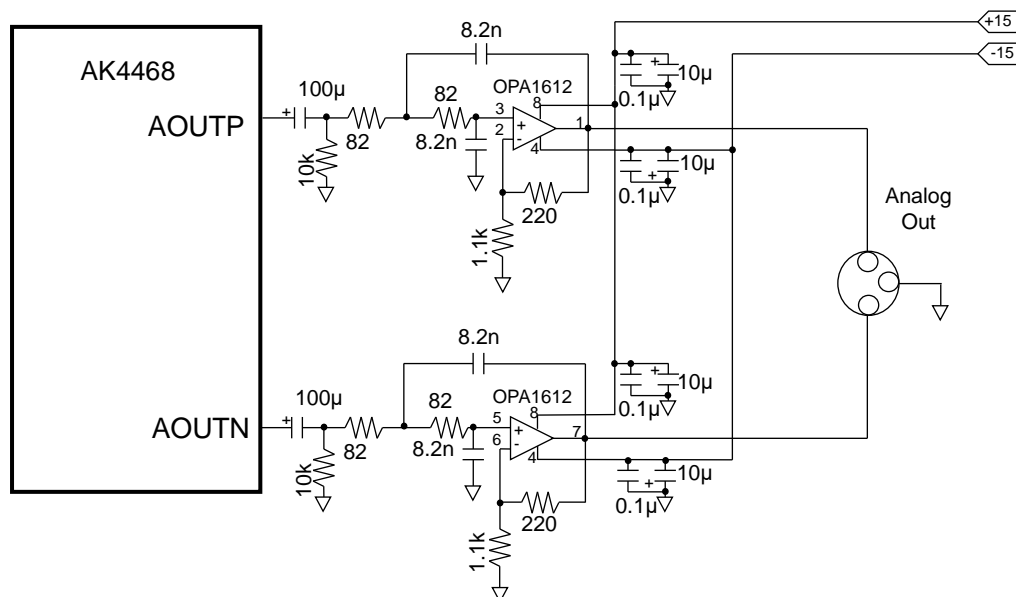 +15
-15
AK4468
8.2n
10µ
0.1µ
100µ
82
OPA1612
8
AOUTP
82
8.2n
3
2
+
-
1
4
10k
220
1.1k
10µ
0.1µ
Analog
Out
8.2n
10µ
0.1µ
100µ
82
OPA1612
8
AOUTN
82
8.2n
5
6
+
-
7
4
10k
220
1.1k
10µ
0.1µ
+
+
+
+
+
+